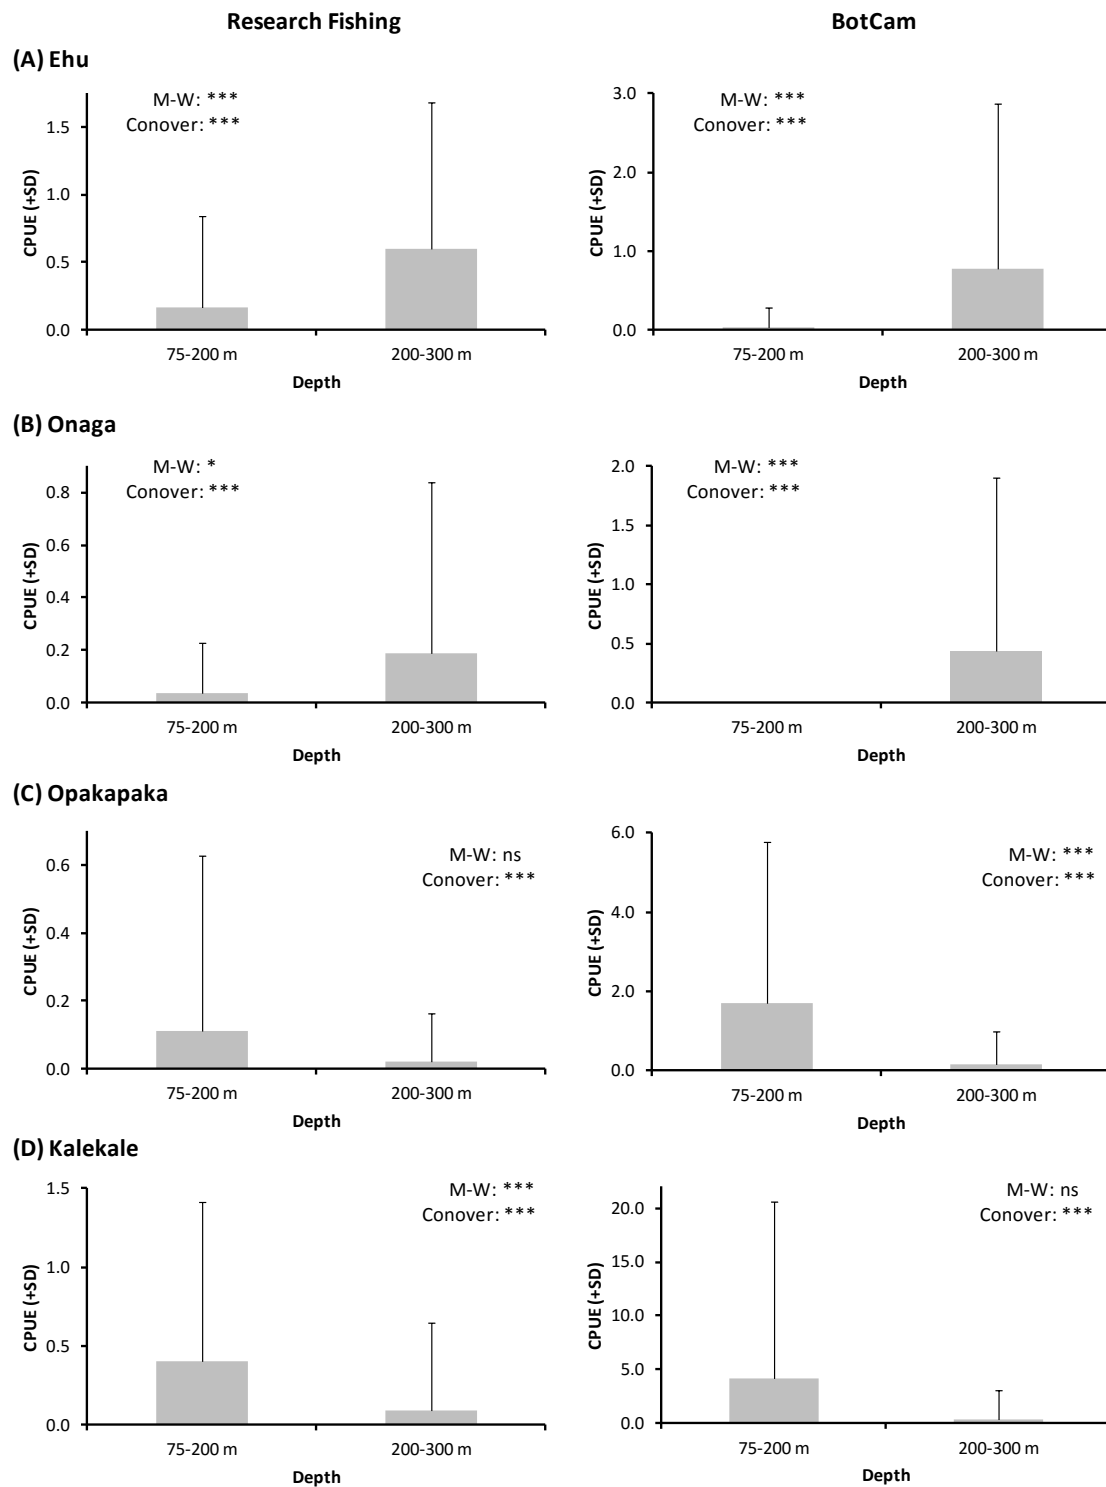 Research Fishing
BotCam
(A) Ehu
M-W: ***
Conover: ***
CPUE (+SD)
1.5
1.0
0.5
0.0
75-200 m
200-300 m
Depth
M-W: ***
Conover: ***
CPUE (+SD)
3.0
2.0
1.0
0.0
75-200 m
200-300 m
Depth
(B) Onaga
M-W: *
Conover: ***
CPUE (+SD)
0.8
0.6
0.4
0.2
0.0
75-200 m
200-300 m
Depth
M-W: ***
Conover: ***
CPUE (+SD)
2.0
1.5
1.0
0.5
0.0
75-200 m
200-300 m
Depth
(C) Opakapaka
M-W: ns
Conover: ***
CPUE (+SD)
0.6
0.4
0.2
0.0
75-200 m
200-300 m
Depth
M-W: ***
Conover: ***
CPUE (+SD)
6.0
4.0
2.0
0.0
75-200 m
200-300 m
Depth
(D) Kalekale
M-W: ***
Conover: ***
CPUE (+SD)
1.5
1.0
0.5
0.0
75-200 m
200-300 m
Depth
M-W: ns
Conover: ***
CPUE (+SD)
20.0
15.0
10.0
5.0
0.0
75-200 m
200-300 m
Depth